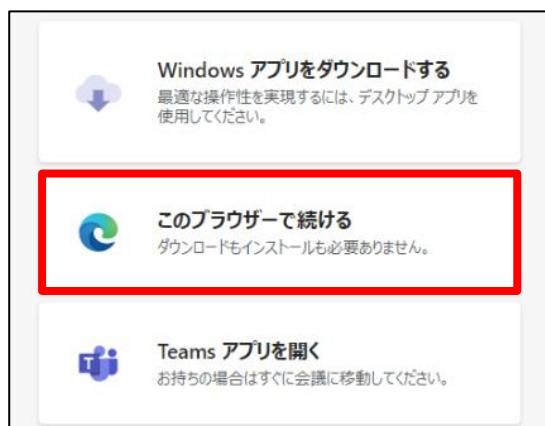 Windows アプリをダウンロードする
最適な操作性を実現するには、デスクトップ アプリを
使用してください。
このブラウザーで続ける
ダウンロードもインストールも必要ありません。
Teams アプリを開く
お持ちの場合はすぐに会議に移動してください。